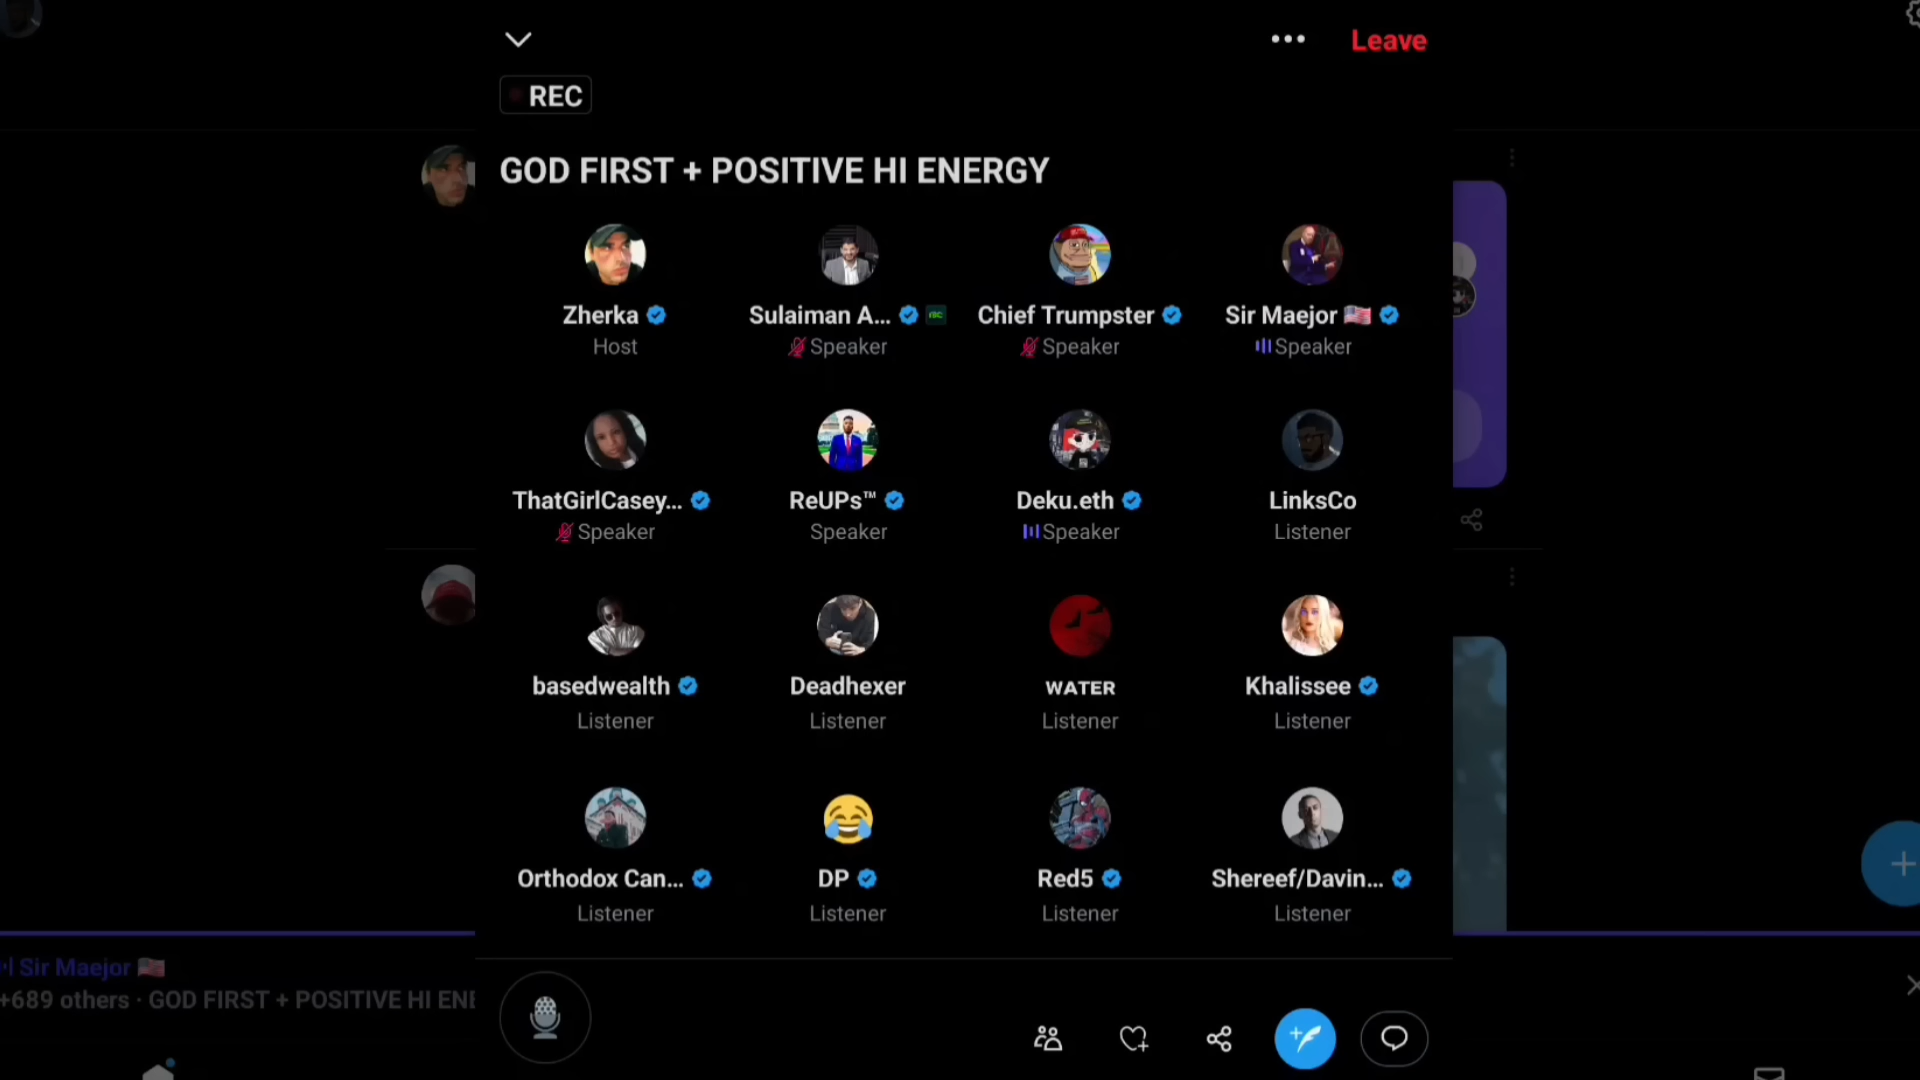 Leave
REC
GOD FIRST + POSITIVE HI ENERGY
Zherka
Host
Sulaiman A...
Speaker
Chief Trumpster
Speaker
Sir Maejor 🇺🇸
Speaker
ThatGirlCasey...
Speaker
ReUPs™
Speaker
Deku.eth
Speaker
LinksCo
Listener
basedwealth
Listener
Deadhexer
Listener
ᴡᴀᴛᴇʀ
Listener
Khalissee
Listener
Orthodox Can...
Listener
DP
Listener
Red5
Listener
Shereef/Davin...
Listener
Sir Maejor 🇺🇸
+689 others · GOD FIRST + POSITIVE HI ENE